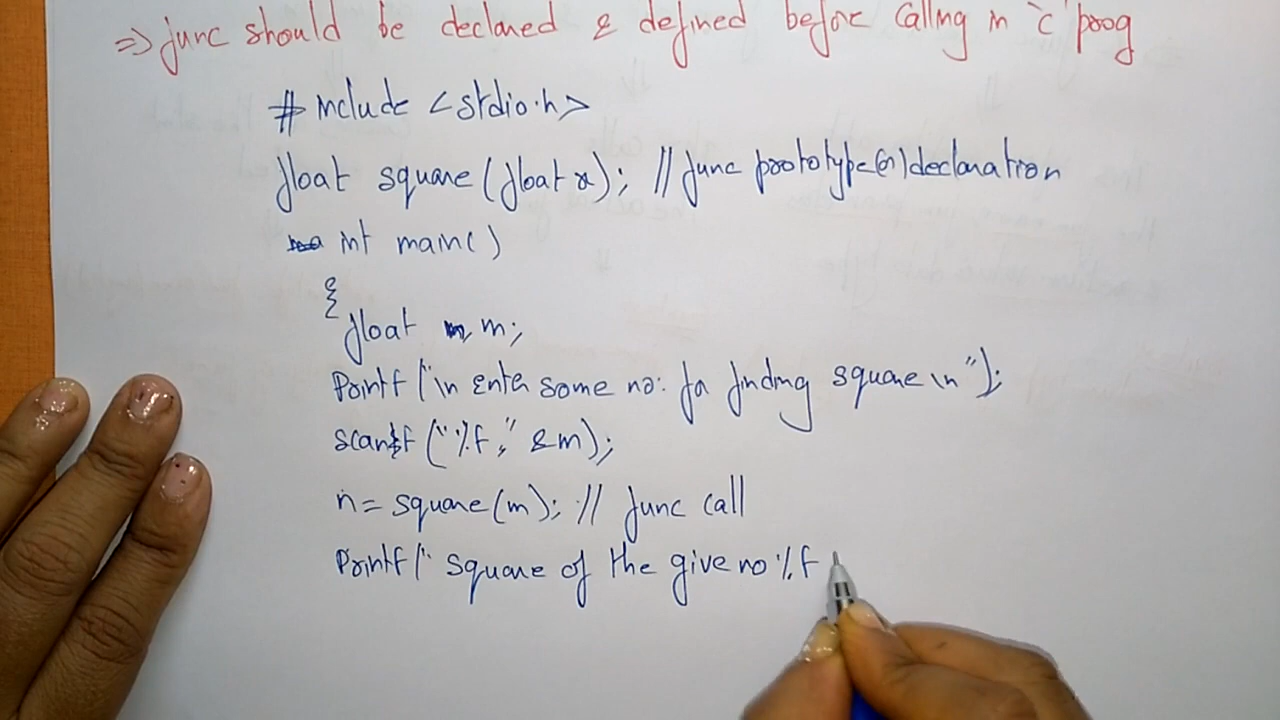 => func should be declared & defined before calling in 'c' prog
# include <stdio.h>
float square(float x); // func prototype(or)declaration
int main()
{
float m;
Printf ("\n enter some no: for finding square \n");
scanf ("%f," &m);
n = square(m); // func call
Printf (" square of the give no %f